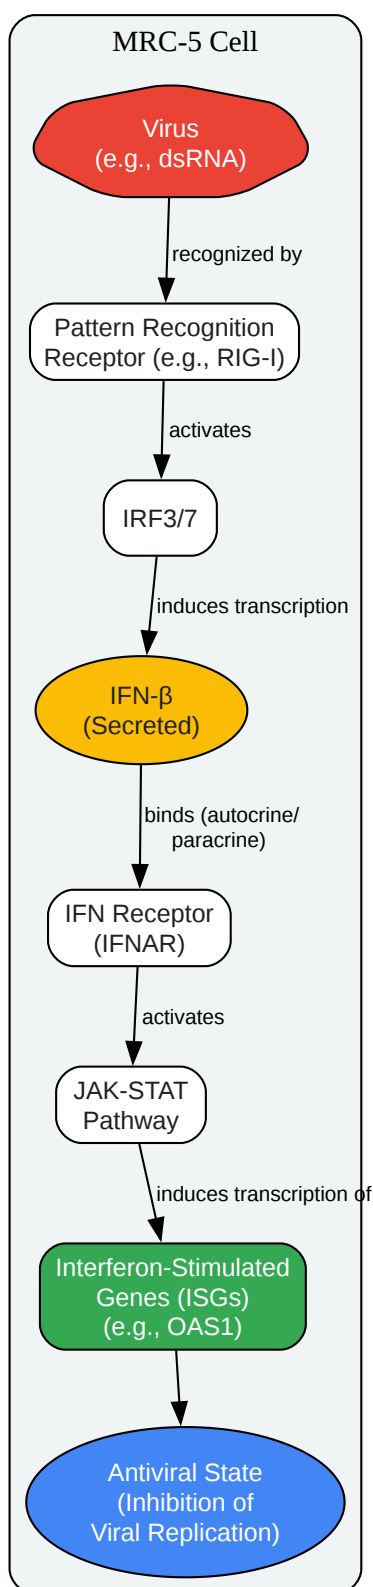 MRC-5 Cell
Virus
(e.g., dsRNA)
recognized by
Pattern Recognition
Receptor (e.g., RIG-I)
activates
IRF3/7
induces transcription
IFN-β
(Secreted)
binds (autocrine/
paracrine)
IFN Receptor
(IFNAR)
activates
JAK-STAT
Pathway
induces transcription of
Interferon-Stimulated
Genes (ISGs)
(e.g., OAS1)
Antiviral State
(Inhibition of
Viral Replication)